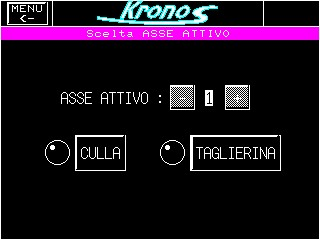 MENU
<-
Kronos
Scelta ASSE ATTIVO
ASSE ATTIVO : - 1 +
CULLA
TAGLIERINA